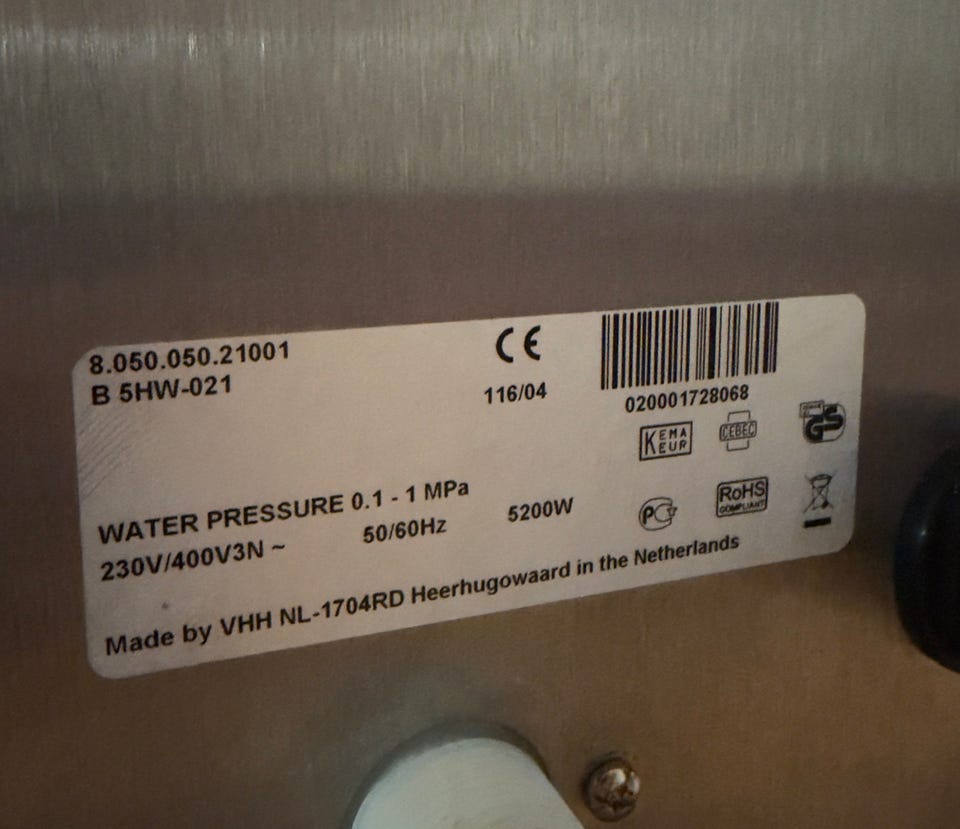 8.050.050.21001
B 5HW-021
CE
116/04
020001728068
KEMA
KEUR
CEBEC
GS
WATER PRESSURE 0.1 - 1 MPa
230V/400V3N ~
50/60Hz
5200W
RoHS
COMPLIANT
Made by VHH NL-1704RD Heerhugowaard in the Netherlands